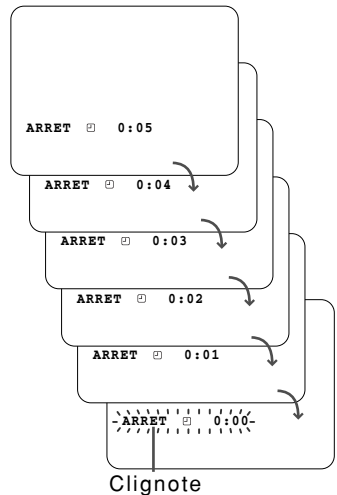 ARRET 0:05
ARRET 0:04
ARRET 0:03
ARRET 0:02
ARRET 0:01
ARRET 0:00
Clignote